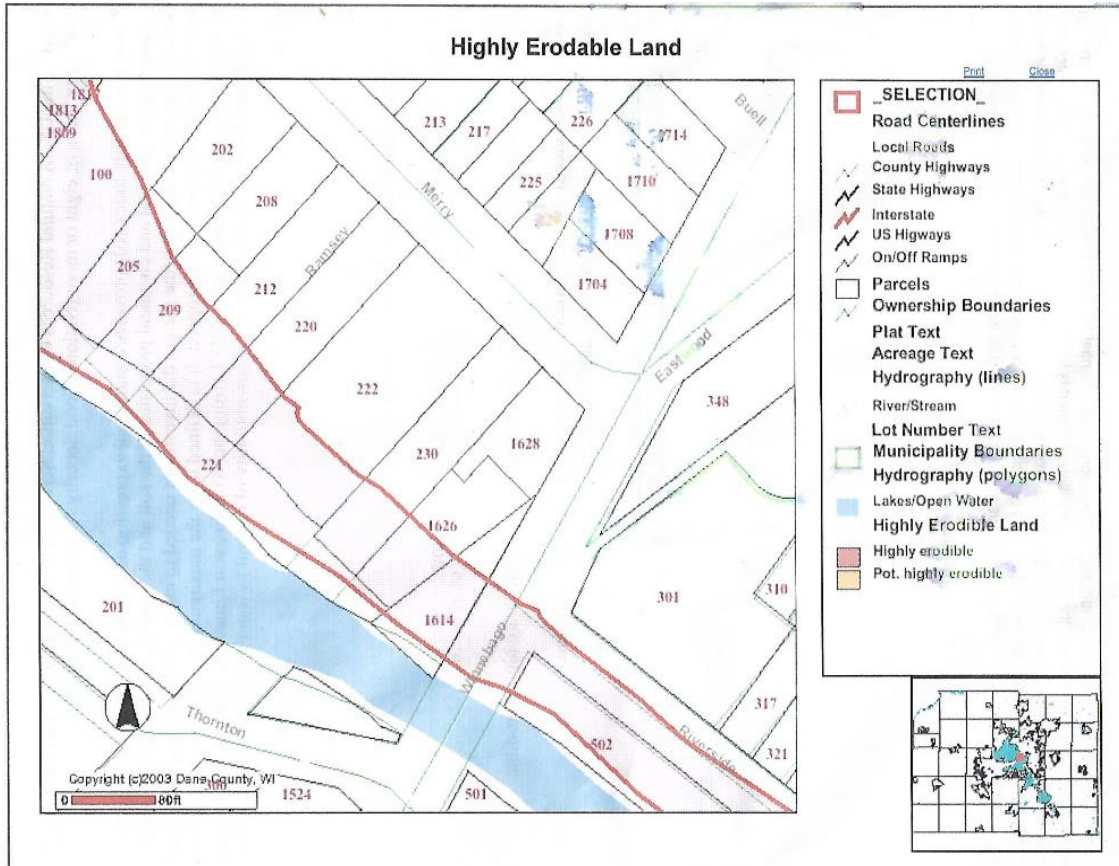 Highly Erodable Land
Print Close
1813
1809
100
202
205
208
209
Ramsey
212
220
222
221
230
1628
1626
1614
Merry
213
217
225
226
1714
1710
1708
1704
Buell
Eastwood
348
301
310
317
321
Winnebago
Riverside
502
501
201
Thornton
300
1524
Copyright (c)2003 Dane County, WI
0 80ft
_SELECTION_
Road Centerlines
Local Roads
County Highways
State Highways
Interstate
US Higways
On/Off Ramps
Parcels
Ownership Boundaries
Plat Text
Acreage Text
Hydrography (lines)
River/Stream
Lot Number Text
Municipality Boundaries
Hydrography (polygons)
Lakes/Open Water
Highly Erodible Land
Highly erodible
Pot. highly erodible